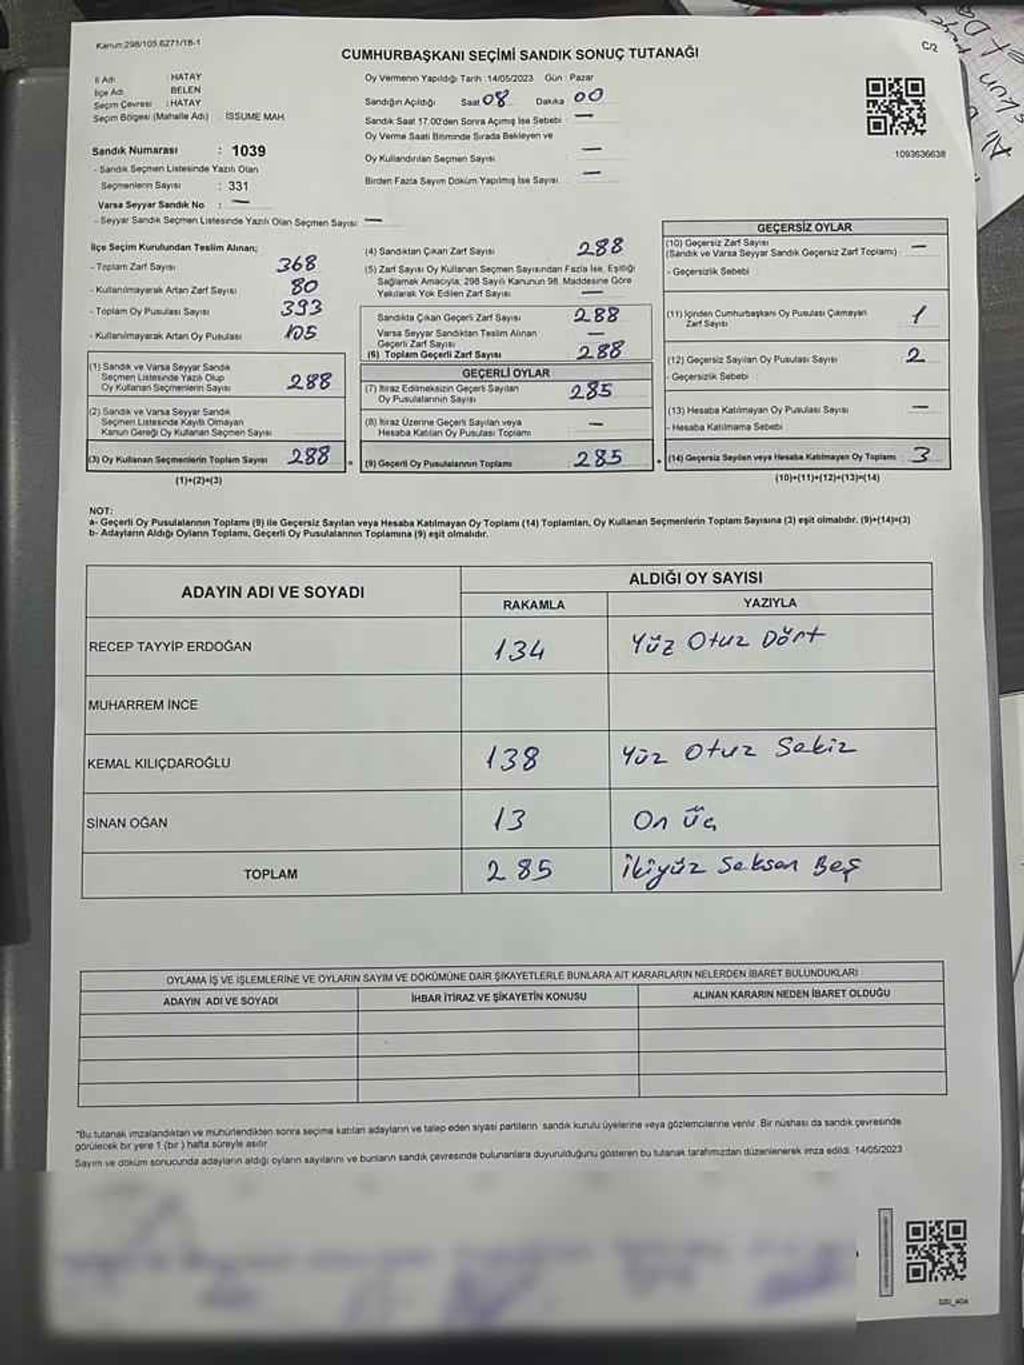 Kanun:298/105.6271/18-1
C/2
CUMHURBAŞKANI SEÇİMİ SANDIK SONUÇ TUTANAĞI
İl Adı : HATAY
İlçe Adı : BELEN
Seçim Çevresi : HATAY
Seçim Bölgesi (Mahalle Adı) : ISSUME MAH.
Oy Vermenin Yapıldığı Tarih :14/05/2023 Gün : Pazar
Sandığın Açıldığı Saat 08 Dakika 00
Sandık Saat 17:00'den Sonra Açımış İse Sebebi : —
Oy Verme Saati Bitiminde Sırada Bekleyen ve
Oy Kullandırılan Seçmen Sayısı : —
Birden Fazla Sayım Döküm Yapılmış İse Sayısı : —
1093636638
Sandık Numarası : 1039
- Sandık Seçmen Listesinde Yazılı Olan
Seçmenlerin Sayısı : 331
Varsa Seyyar Sandık No : —
- Seyyar Sandık Seçmen Listesinde Yazılı Olan Seçmen Sayısı : —
İlçe Seçim Kurulundan Teslim Alınan;
- Toplam Zarf Sayısı : 368
- Kullanılmayarak Artan Zarf Sayısı : 80
- Toplam Oy Pusulası Sayısı : 393
- Kullanılmayarak Artan Oy Pusulası : 105
(1) Sandık ve Varsa Seyyar Sandık
Seçmen Listesinde Yazılı Olup
Oy Kullanan Seçmenlerin Sayısı : 288
(2) Sandık ve Varsa Seyyar Sandık
Seçmen Listesinde Kayıtlı Olmayan
Kanun Gereği Oy Kullanan Seçmen Sayısı :
(3) Oy Kullanan Seçmenlerin Toplam Sayısı : 288
(1)+(2)=(3)
(4) Sandıktan Çıkan Zarf Sayısı : 288
(5) Zarf Sayısı Oy Kullanan Seçmen Sayısından Fazla İse, Eşitliği
Sağlamak Amacıyla; 298 Sayılı Kanunun 98. Maddesine Göre
Yakılarak Yok Edilen Zarf Sayısı : —
Sandıkta Çıkan Geçerli Zarf Sayısı : 288
Varsa Seyyar Sandıktan Teslim Alınan
Geçerli Zarf Sayısı : —
(6) Toplam Geçerli Zarf Sayısı : 288
GEÇERLİ OYLAR
(7) İtiraz Edilmeksizin Geçerli Sayılan
Oy Pusulalarının Sayısı : 285
(8) İtiraz Üzerine Geçerli Sayılan veya
Hesaba Katılan Oy Pusulası Toplamı : —
(9) Geçerli Oy Pusulalarının Toplamı : 285
GEÇERSİZ OYLAR
(10) Geçersiz Zarf Sayısı
(Sandık ve Varsa Seyyar Sandık Geçersiz Zarf Toplamı) : —
- Geçersizlik Sebebi :
(11) İçinden Cumhurbaşkanı Oy Pusulası Çıkmayan
Zarf Sayısı : 1
(12) Geçersiz Sayılan Oy Pusulası Sayısı : 2
- Geçersizlik Sebebi :
(13) Hesaba Katılmayan Oy Pusulası Sayısı : —
- Hesaba Katılmama Sebebi :
(14) Geçersiz Sayılan veya Hesaba Katılmayan Oy Toplamı : 3
(10)+(11)+(12)+(13)=(14)
NOT:
a- Geçerli Oy Pusulalarının Toplamı (9) ile Geçersiz Sayılan veya Hesaba Katılmayan Oy Toplamı (14) Toplamları, Oy Kullanan Seçmenlerin Toplam Sayısına (3) eşit olmalıdır. (9)+(14)=(3)
b- Adayların Aldığı Oyların Toplamı, Geçerli Oy Pusulalarının Toplamına (9) eşit olmalıdır.
ADAYIN ADI VE SOYADI
ALDIĞI OY SAYISI
RAKAMLA YAZIYLA
RECEP TAYYİP ERDOĞAN 134 Yüz Otuz Dört
MUHARREM İNCE
KEMAL KILIÇDAROĞLU 138 Yüz Otuz Sekiz
SİNAN OĞAN 13 On Üç
TOPLAM 285 İkiyüz Seksen Beş
OYLAMA İŞ VE İŞLEMLERİNE VE OYLARIN SAYIM VE DÖKÜMÜNE DAİR ŞİKAYETLERLE BUNLARA AİT KARARLARIN NELERDEN İBARET BULUNDUKLARI
ADAYIN ADI VE SOYADI İHBAR İTİRAZ VE ŞİKAYETİN KONUSU ALINAN KARARIN NEDEN İBARET OLDUĞU
*Bu tutanak imzalandıktan ve mühürlendikten sonra seçime katılan adayların ve talep eden siyasi partilerin sandık kurulu üyelerine veya gözlemcilerine verilir. Bir nüshası da sandık çevresinde
görülecek bir yere 1 (bir ) hafta süreyle asılır.
Sayım ve döküm sonucunda adayların aldığı oyların sayılarını ve bunların sandık çevresinde bulunanlara duyurulduğunu gösteren bu tutanak tarafımızdan düzenlenerek imza edildi. 14/05/2023